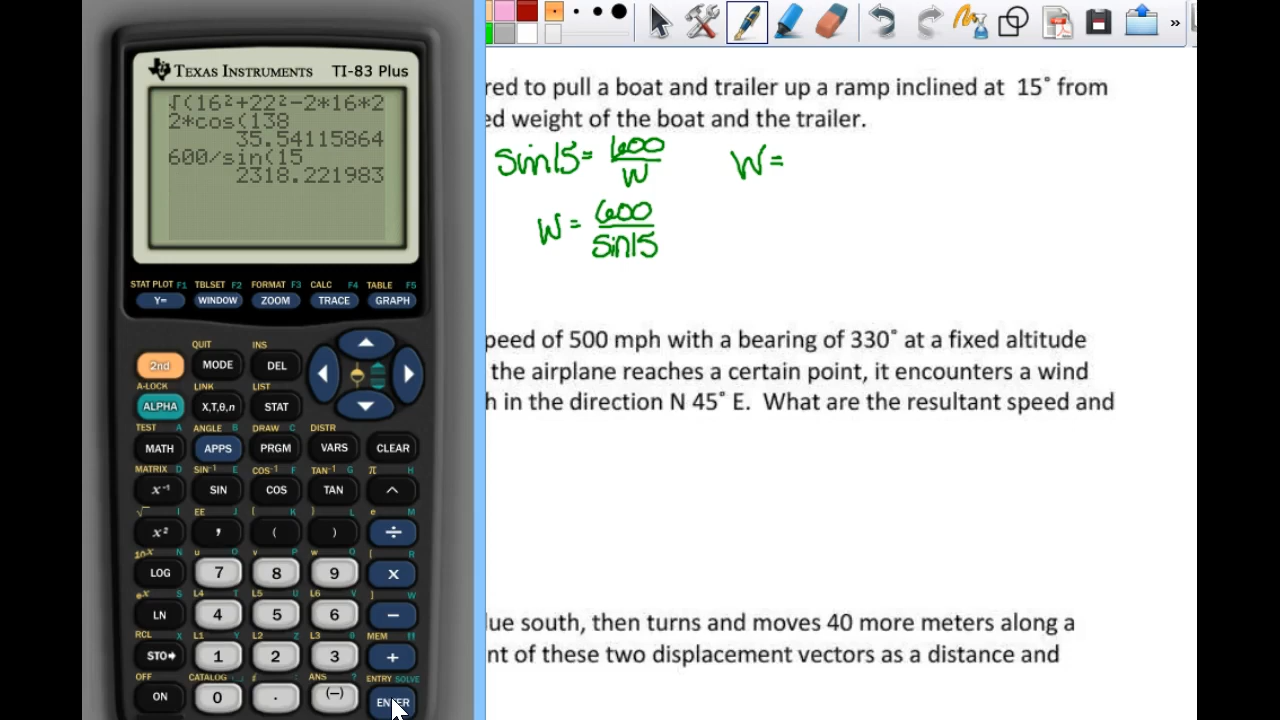 TEXAS INSTRUMENTS TI-83 Plus
√(16²+22²-2*16*2
2*cos(138
35.54115864
600/sin(15
2318.221983
STAT PLOT F1 TBLSET F2 FORMAT F3 CALC F4 TABLE F5
Y= WINDOW ZOOM TRACE GRAPH
QUIT INS
2nd MODE DEL
A-LOCK LINK LIST
ALPHA X,T,θ,n STAT
TEST A ANGLE B DRAW C DISTR
MATH APPS PRGM VARS CLEAR
MATRIX D SIN⁻¹ E COS⁻¹ F TAN⁻¹ G π H
x⁻¹ SIN COS TAN ^
√ I EE J { K } L e M
x² , ( ) ÷
10ˣ N u O v P w Q [ R
LOG 7 8 9 x
eˣ S L4 T L5 U L6 V ] W
LN 4 5 6 −
RCL X L1 Y L2 Z L3 θ MEM "
STO➔ 1 2 3 +
OFF CATALOG ␣ i : ANS ? ENTRY SOLVE
ON 0 . (−) ENTER
»
red to pull a boat and trailer up a ramp inclined at 15˚ from
ed weight of the boat and the trailer.
sin15= 600/W W=
W = 600/sin15
peed of 500 mph with a bearing of 330˚ at a fixed altitude
the airplane reaches a certain point, it encounters a wind
h in the direction N 45˚ E. What are the resultant speed and
lue south, then turns and moves 40 more meters along a
nt of these two displacement vectors as a distance and